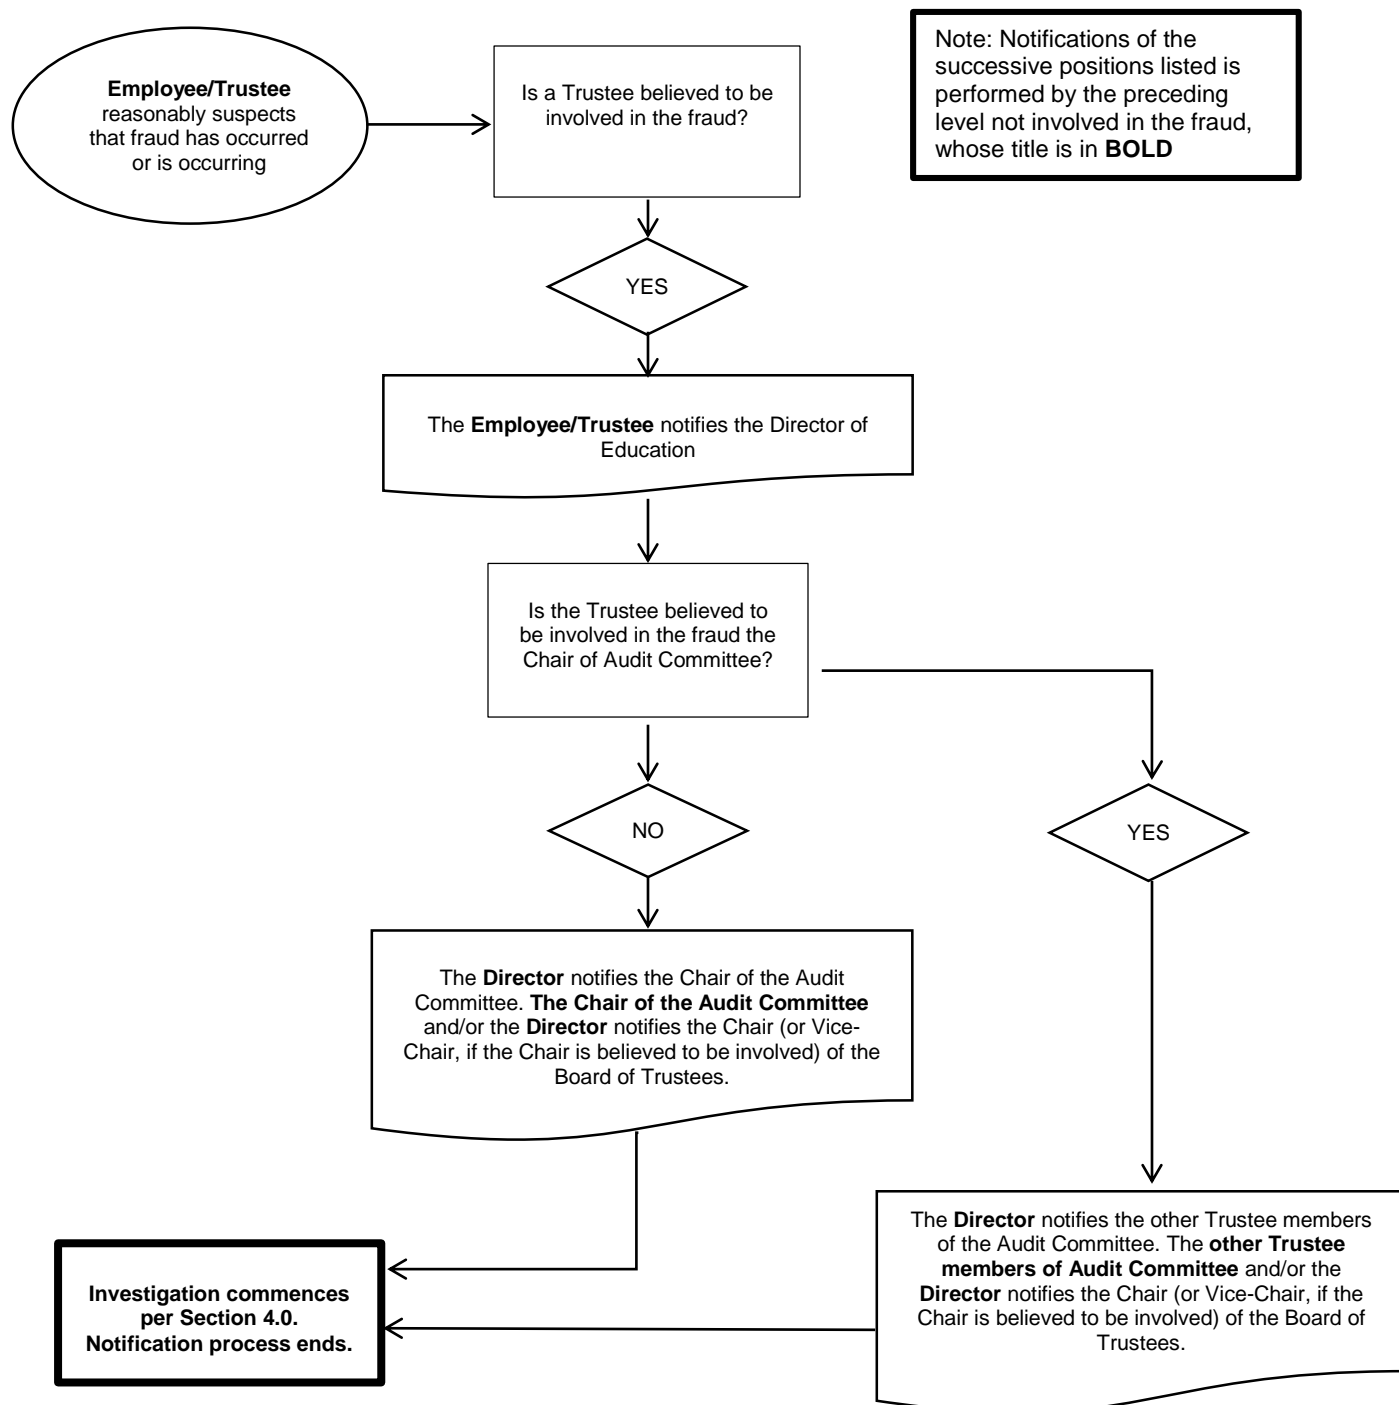 Employee/Trustee
reasonably suspects
that fraud has occurred
or is occurring
Is a Trustee believed to be
involved in the fraud?
Note: Notifications of the
successive positions listed is
performed by the preceding
level not involved in the fraud,
whose title is in BOLD
YES
The Employee/Trustee notifies the Director of
Education
Is the Trustee believed to
be involved in the fraud the
Chair of Audit Committee?
NO
YES
The Director notifies the Chair of the Audit
Committee. The Chair of the Audit Committee
and/or the Director notifies the Chair (or Vice-
Chair, if the Chair is believed to be involved) of the
Board of Trustees.
The Director notifies the other Trustee members
of the Audit Committee. The other Trustee
members of Audit Committee and/or the
Director notifies the Chair (or Vice-Chair, if the
Chair is believed to be involved) of the Board of
Trustees.
Investigation commences
per Section 4.0.
Notification process ends.